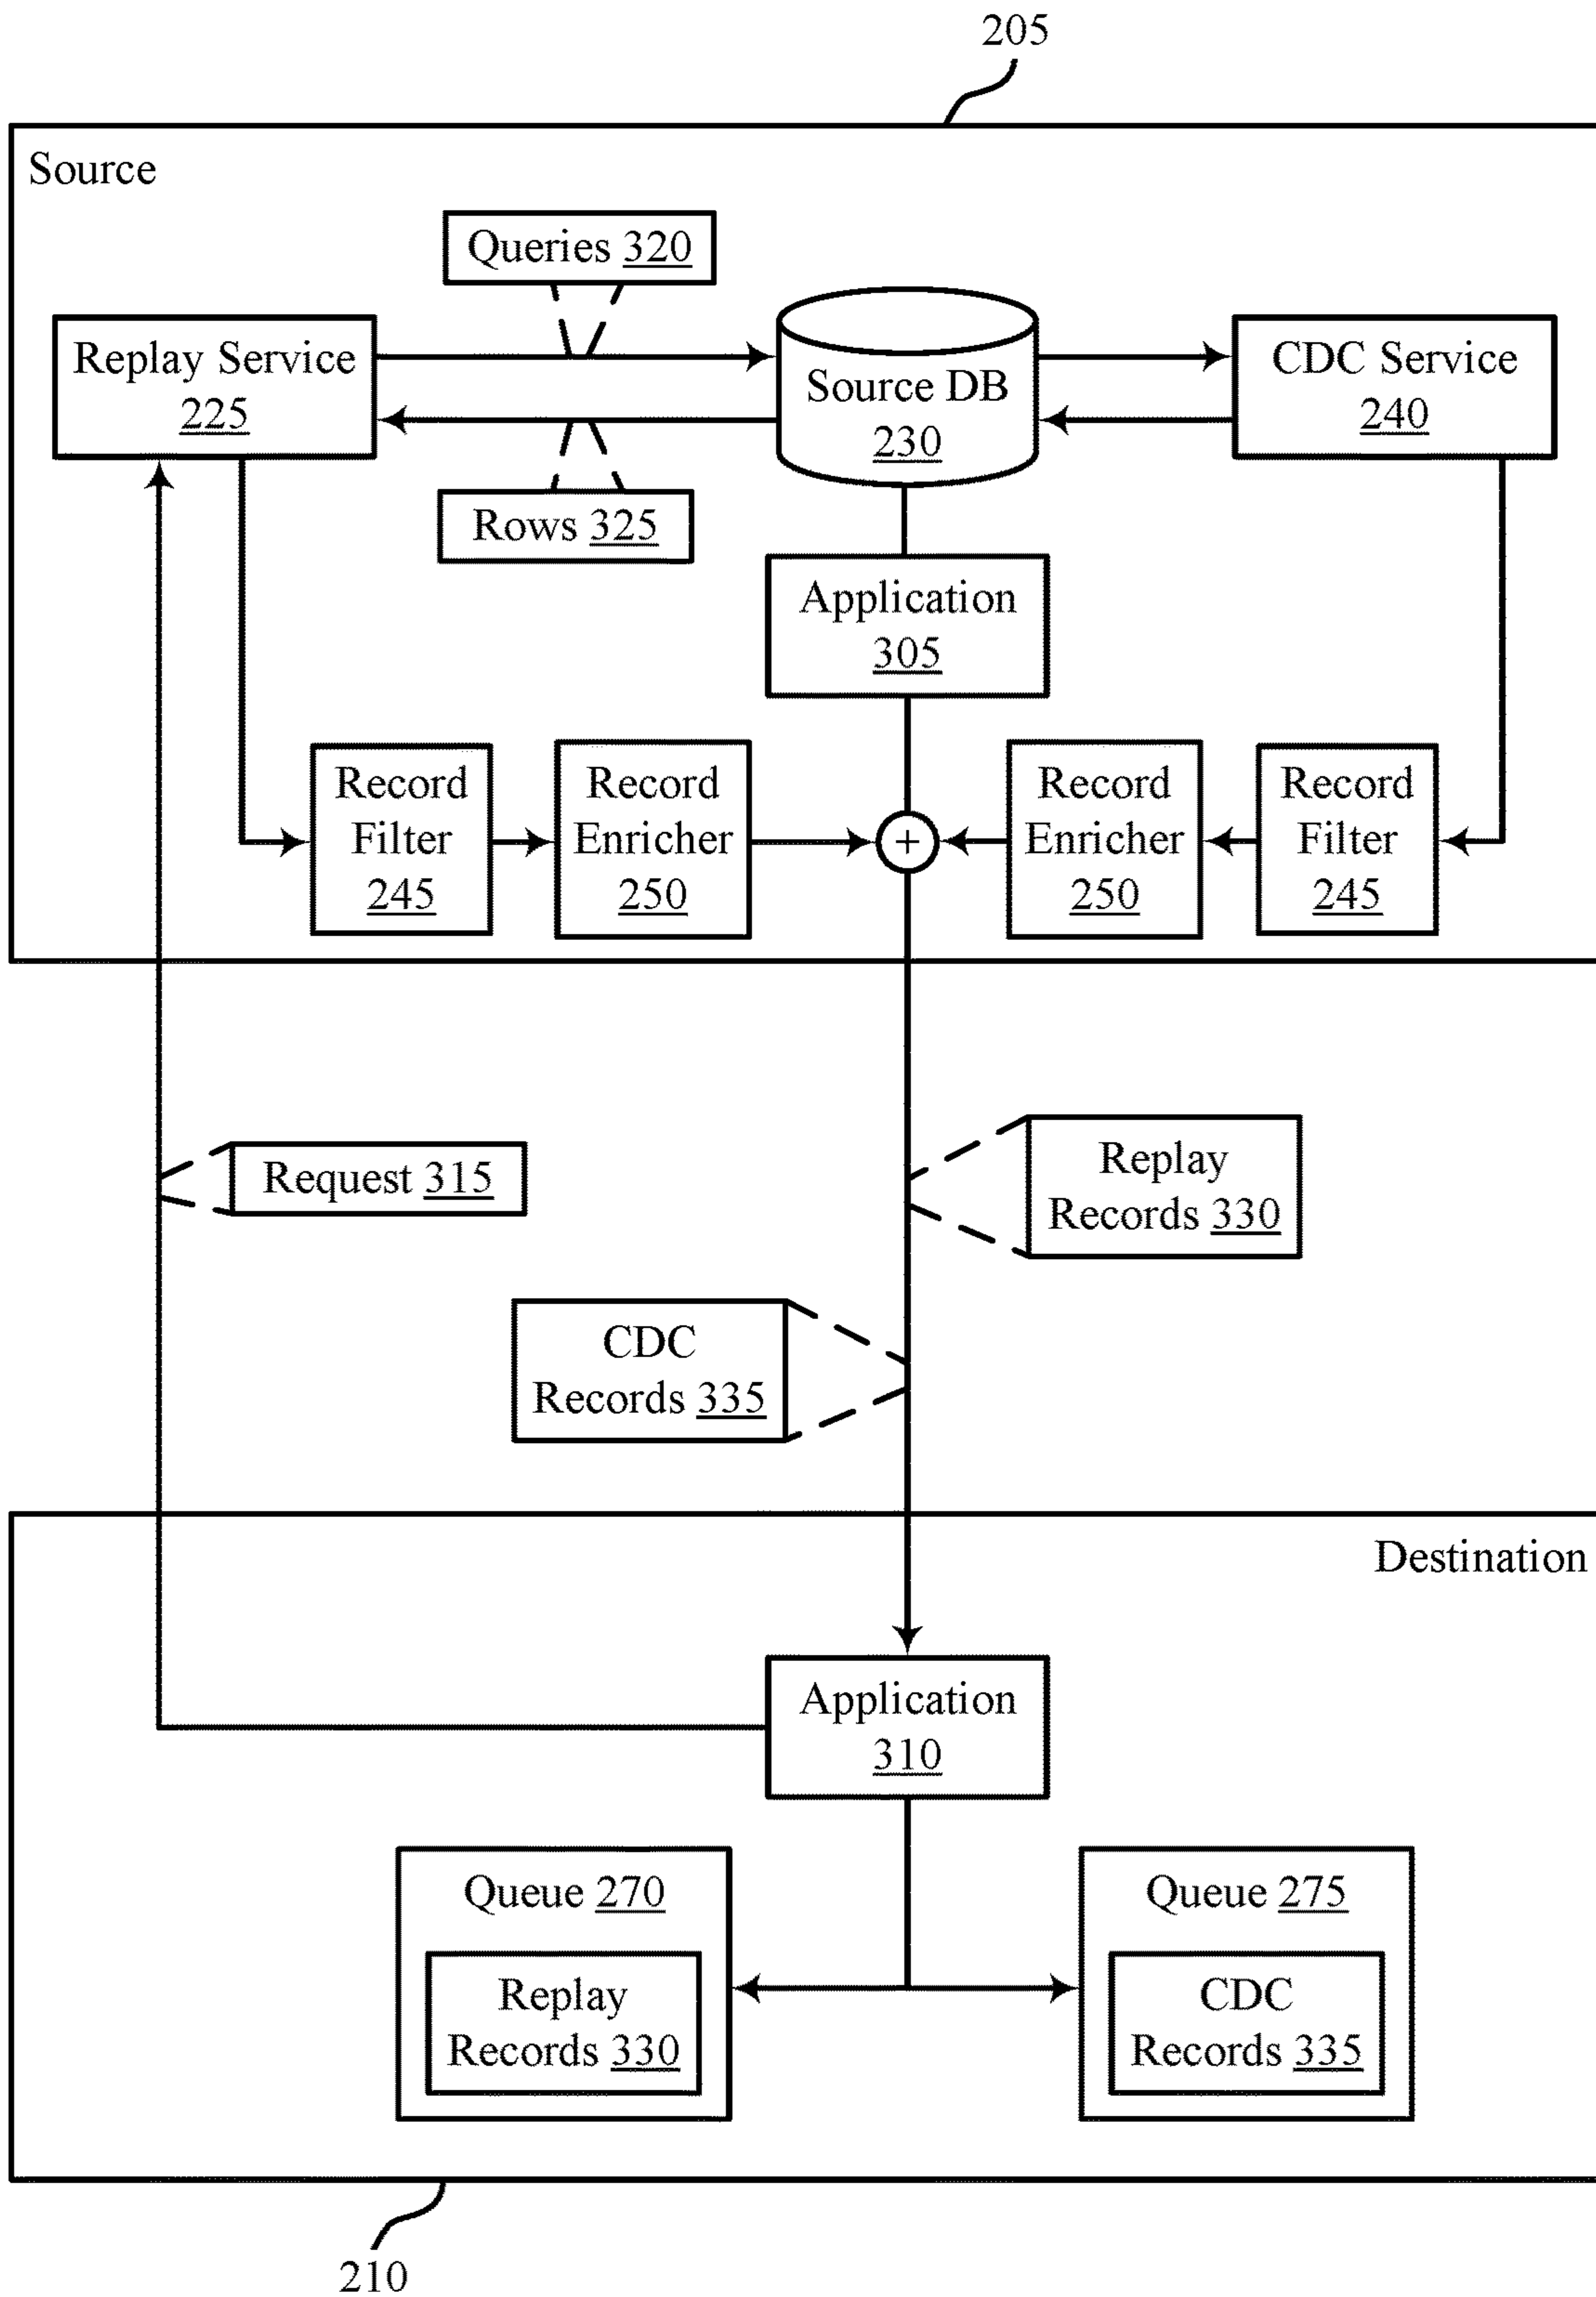 205
Source
Queries 320
Replay Service
225
Source DB
230
CDC Service
240
Rows 325
Application
305
Record
Filter
245
Record
Enricher
250
+
Record
Enricher
250
Record
Filter
245
Request 315
Replay
Records 330
CDC
Records 335
Destination
Application
310
Queue 270
Replay
Records 330
Queue 275
CDC
Records 335
210